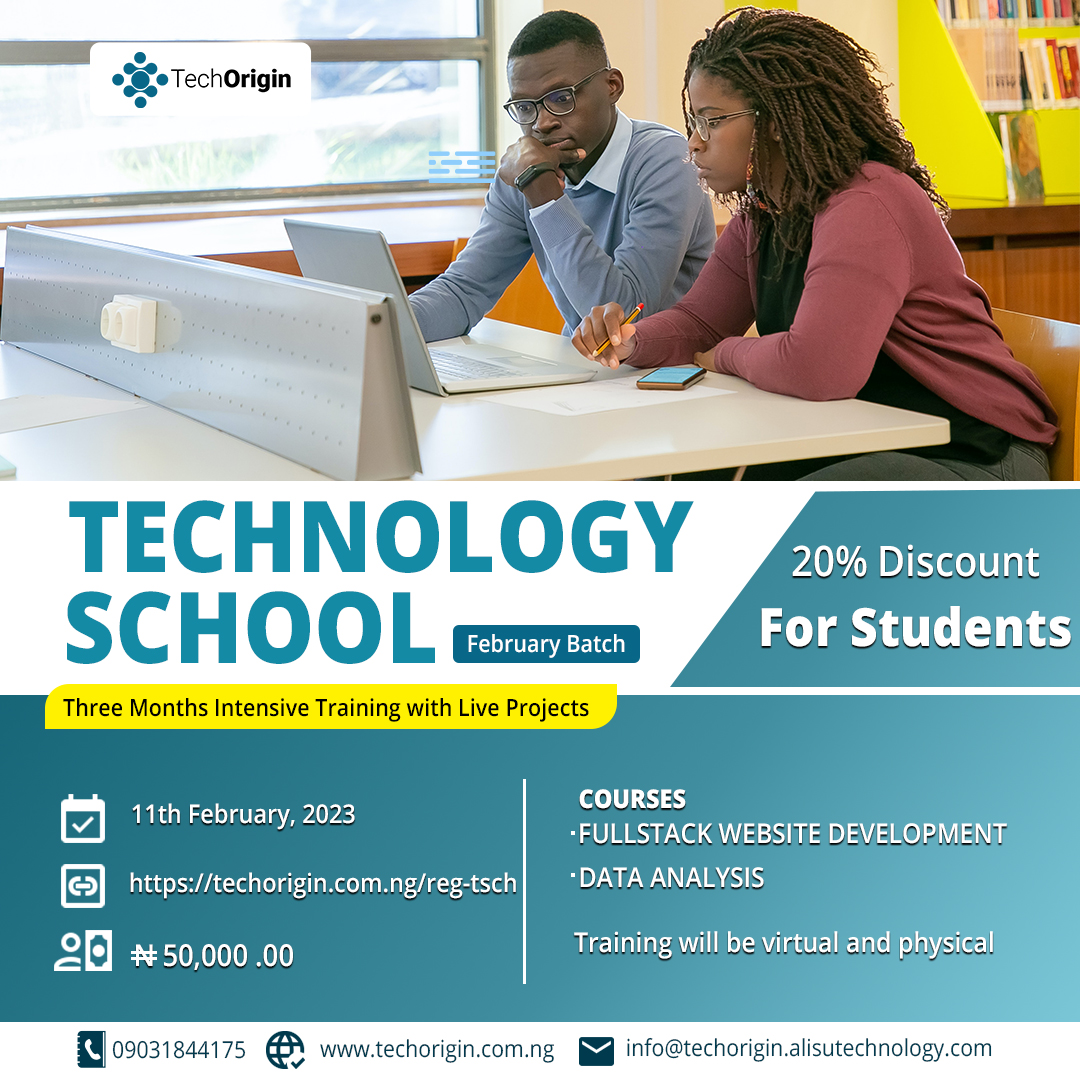 TechOrigin
TECHNOLOGY
SCHOOL
February Batch
20% Discount
For Students
Three Months Intensive Training with Live Projects
11th February, 2023
https://techorigin.com.ng/reg-tsch
₦ 50,000 .00
COURSES
·FULLSTACK WEBSITE DEVELOPMENT
·DATA ANALYSIS
Training will be virtual and physical
09031844175
www.techorigin.com.ng
info@techorigin.alisutechnology.com